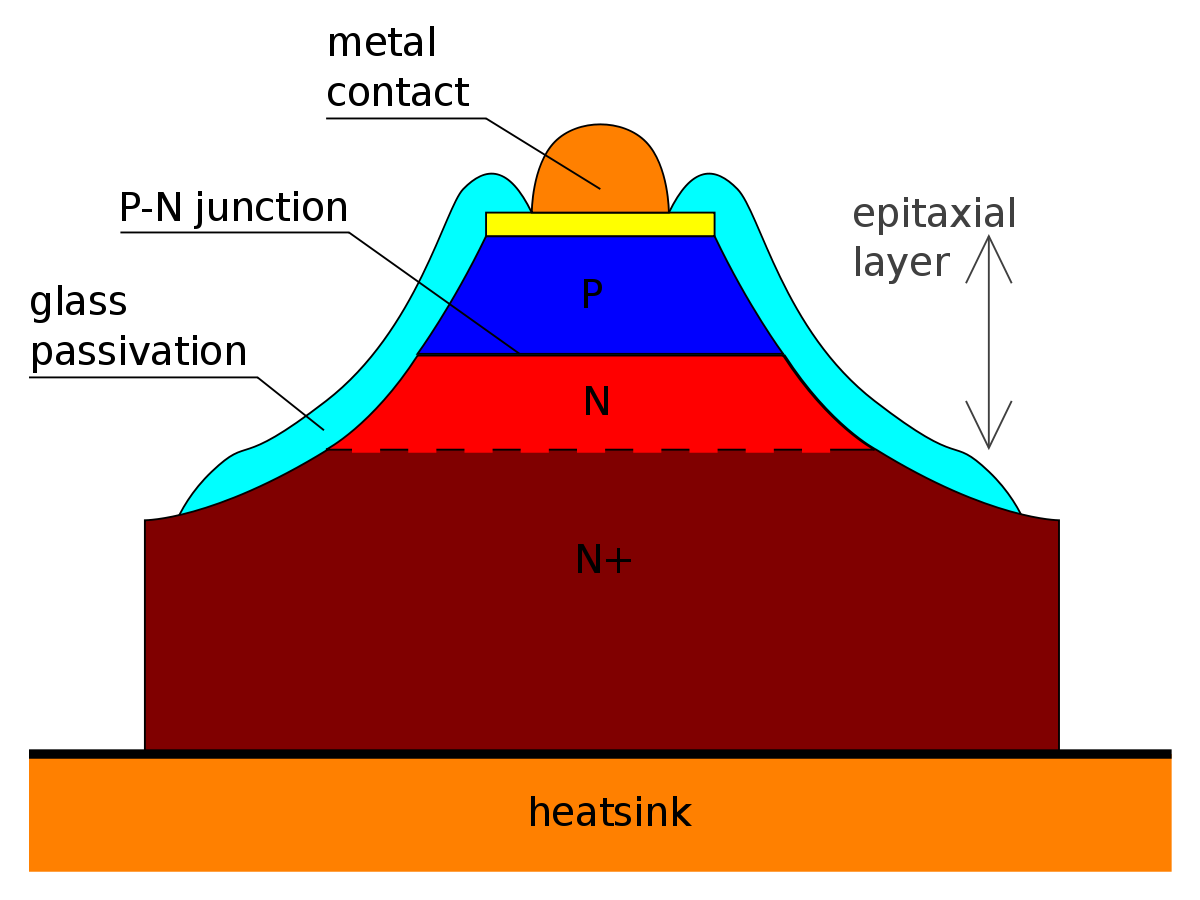 metal
contact
P-N junction
epitaxial
layer
glass
passivation
P
N
N+
heatsink